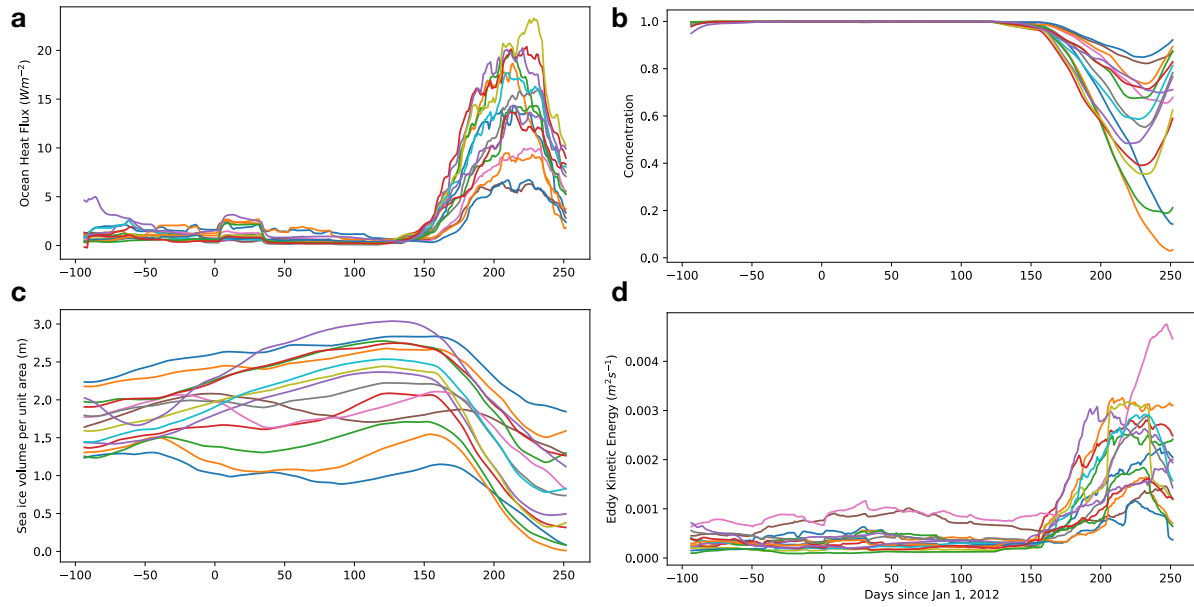 a
Ocean Heat Flux (Wm⁻²)
20
15
10
5
0
−100 −50 0 50 100 150 200 250
b
Concentration
1.0
0.8
0.6
0.4
0.2
0.0
−100 −50 0 50 100 150 200 250
c
Sea ice volume per unit area (m)
3.0
2.5
2.0
1.5
1.0
0.5
0.0
−100 −50 0 50 100 150 200 250
d
Eddy Kinetic Energy (m²s⁻¹)
0.004
0.003
0.002
0.001
0.000
−100 −50 0 50 100 150 200 250
Days since Jan 1, 2012